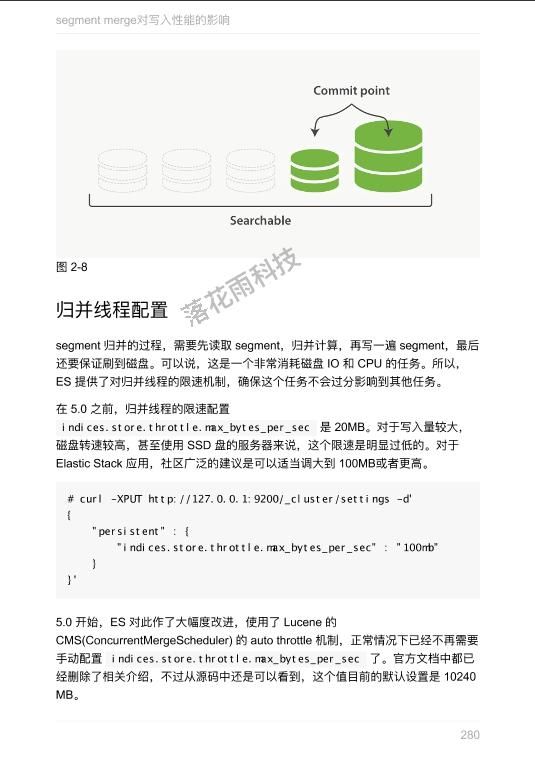 segment merge对写入性能的影响
Commit point
Searchable
图 2-8
落花雨科技
归并线程配置
segment 归并的过程，需要先读取 segment，归并计算，再写一遍 segment，最后
还要保证刷到磁盘。可以说，这是一个非常消耗磁盘 IO 和 CPU 的任务。所以，
ES 提供了对归并线程的限速机制，确保这个任务不会过分影响到其他任务。
在 5.0 之前，归并线程的限速配置
indices.store.throttle.max_bytes_per_sec 是 20MB。对于写入量较大，
磁盘转速较高，甚至使用 SSD 盘的服务器来说，这个限速是明显过低的。对于
Elastic Stack 应用，社区广泛的建议是可以适当调大到 100MB或者更高。
# curl -XPUT http://127.0.0.1:9200/_cluster/settings -d'
{
"persistent" : {
"indices.store.throttle.max_bytes_per_sec" : "100mb"
}
}'
5.0 开始，ES 对此作了大幅度改进，使用了 Lucene 的
CMS(ConcurrentMergeScheduler) 的 auto throttle 机制，正常情况下已经不再需要
手动配置 indices.store.throttle.max_bytes_per_sec 了。官方文档中都已
经删除了相关介绍，不过从源码中还是可以看到，这个值目前的默认设置是 10240
MB。
280